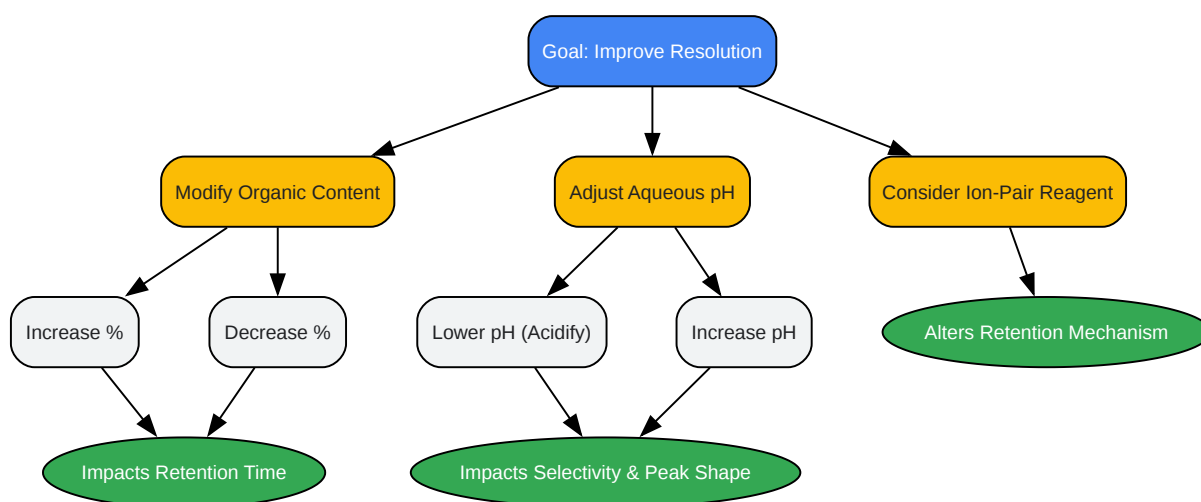 Goal: Improve Resolution
Modify Organic Content
Adjust Aqueous pH
Consider Ion-Pair Reagent
Increase %
Decrease %
Lower pH (Acidify)
Increase pH
Alters Retention Mechanism
Impacts Retention Time
Impacts Selectivity & Peak Shape